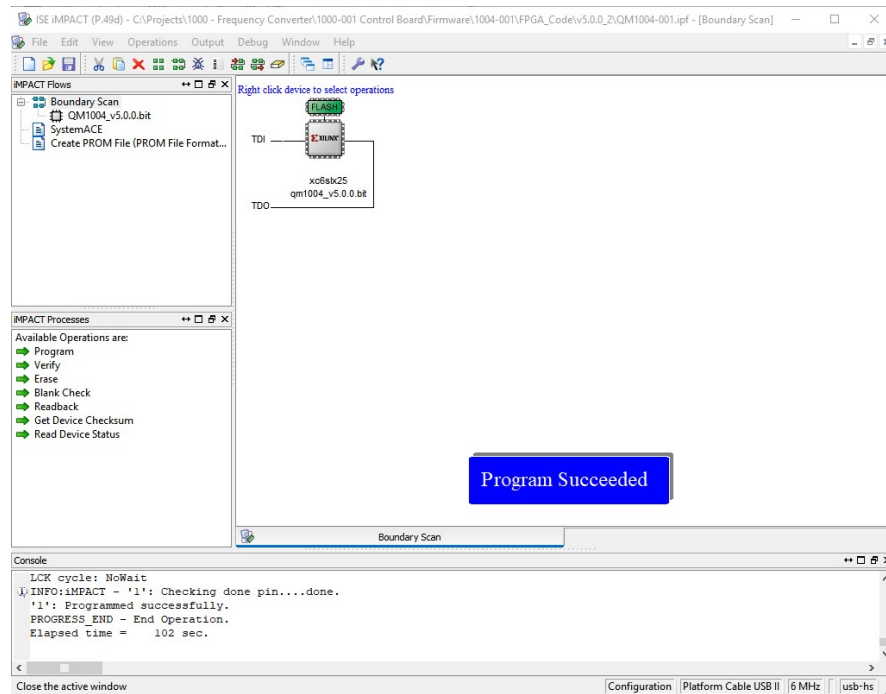 ISE iMPACT (P.49d) - C:\Projects\1000 - Frequency Converter\1000-001 Control Board\Firmware\1004-001\FPGA_Code\v5.0.0_2\QM1004-001.ipf - [Boundary Scan]
File Edit View Operations Output Debug Window Help
iMPACT Flows
Boundary Scan
QM1004_v5.0.0.bit
SystemACE
Create PROM File (PROM File Format...
Right click device to select operations
FLASH
TDI
XILINX
xc6slx25
qm1004_v5.0.0.bit
TDO
iMPACT Processes
Available Operations are:
Program
Verify
Erase
Blank Check
Readback
Get Device Checksum
Read Device Status
Program Succeeded
Boundary Scan
Console
LCK cycle: NoWait
INFO:iMPACT - '1': Checking done pin....done.
'1': Programmed successfully.
PROGRESS_END - End Operation.
Elapsed time =    102 sec.
Close the active window
Configuration Platform Cable USB II 6 MHz usb-hs